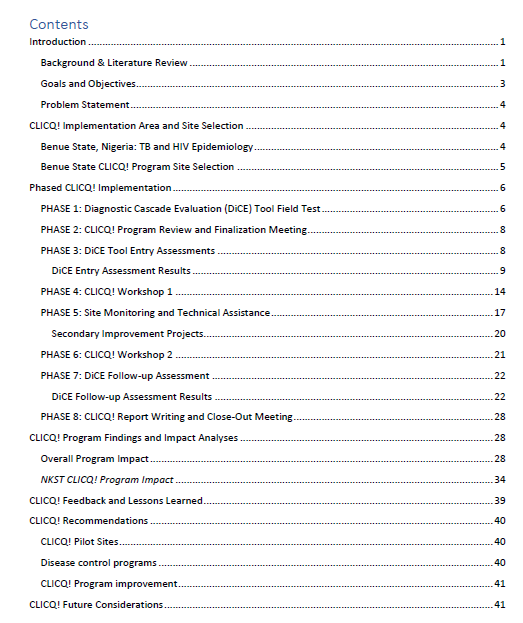 Contents
Introduction 1
Background & Literature Review 1
Goals and Objectives 3
Problem Statement 4
CLICQ! Implementation Area and Site Selection 4
Benue State, Nigeria: TB and HIV Epidemiology 4
Benue State CLICQ! Program Site Selection 5
Phased CLICQ! Implementation 6
PHASE 1: Diagnostic Cascade Evaluation (DiCE) Tool Field Test 6
PHASE 2: CLICQ! Program Review and Finalization Meeting 8
PHASE 3: DiCE Tool Entry Assessments 8
DiCE Entry Assessment Results 9
PHASE 4: CLICQ! Workshop 1 14
PHASE 5: Site Monitoring and Technical Assistance 17
Secondary Improvement Projects 20
PHASE 6: CLICQ! Workshop 2 21
PHASE 7: DiCE Follow-up Assessment 22
DiCE Follow-up Assessment Results 22
PHASE 8: CLICQ! Report Writing and Close-Out Meeting 28
CLICQ! Program Findings and Impact Analyses 28
Overall Program Impact 28
NKST CLICQ! Program Impact 34
CLICQ! Feedback and Lessons Learned 39
CLICQ! Recommendations 40
CLICQ! Pilot Sites 40
Disease control programs 40
CLICQ! Program improvement 41
CLICQ! Future Considerations 41